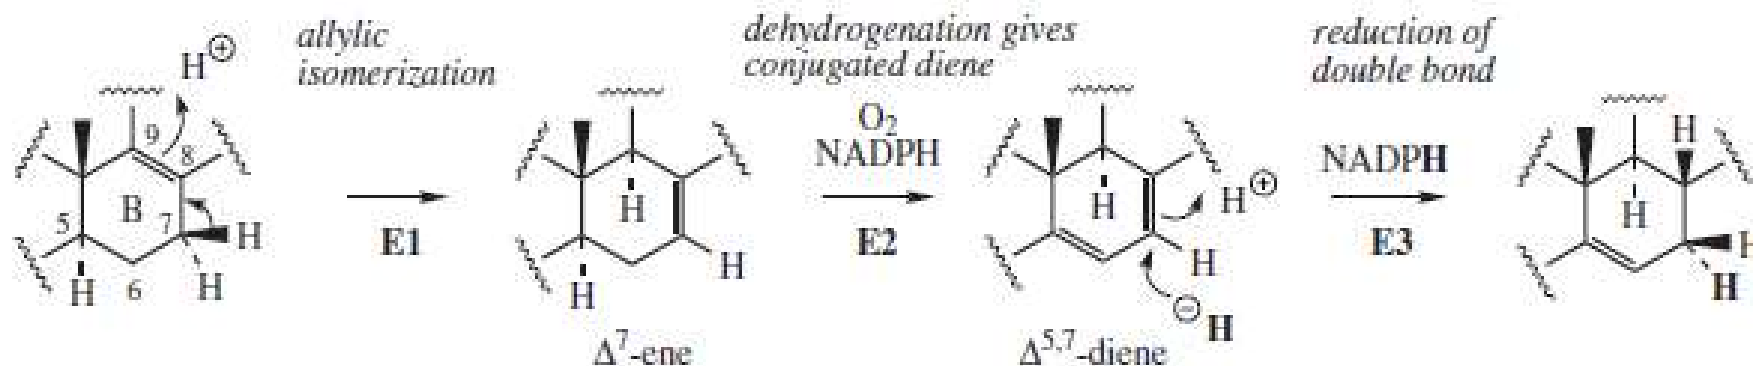 allylic
isomerization
dehydrogenation gives
conjugated diene
reduction of
double bond
H⊕
9
8
B
5
7
H
H
6
H
E1
H
H
H
Δ⁷-ene
O₂
NADPH
E2
H
H⊕
H
⊖H
Δ⁵,⁷-diene
NADPH
E3
H
H
H
H